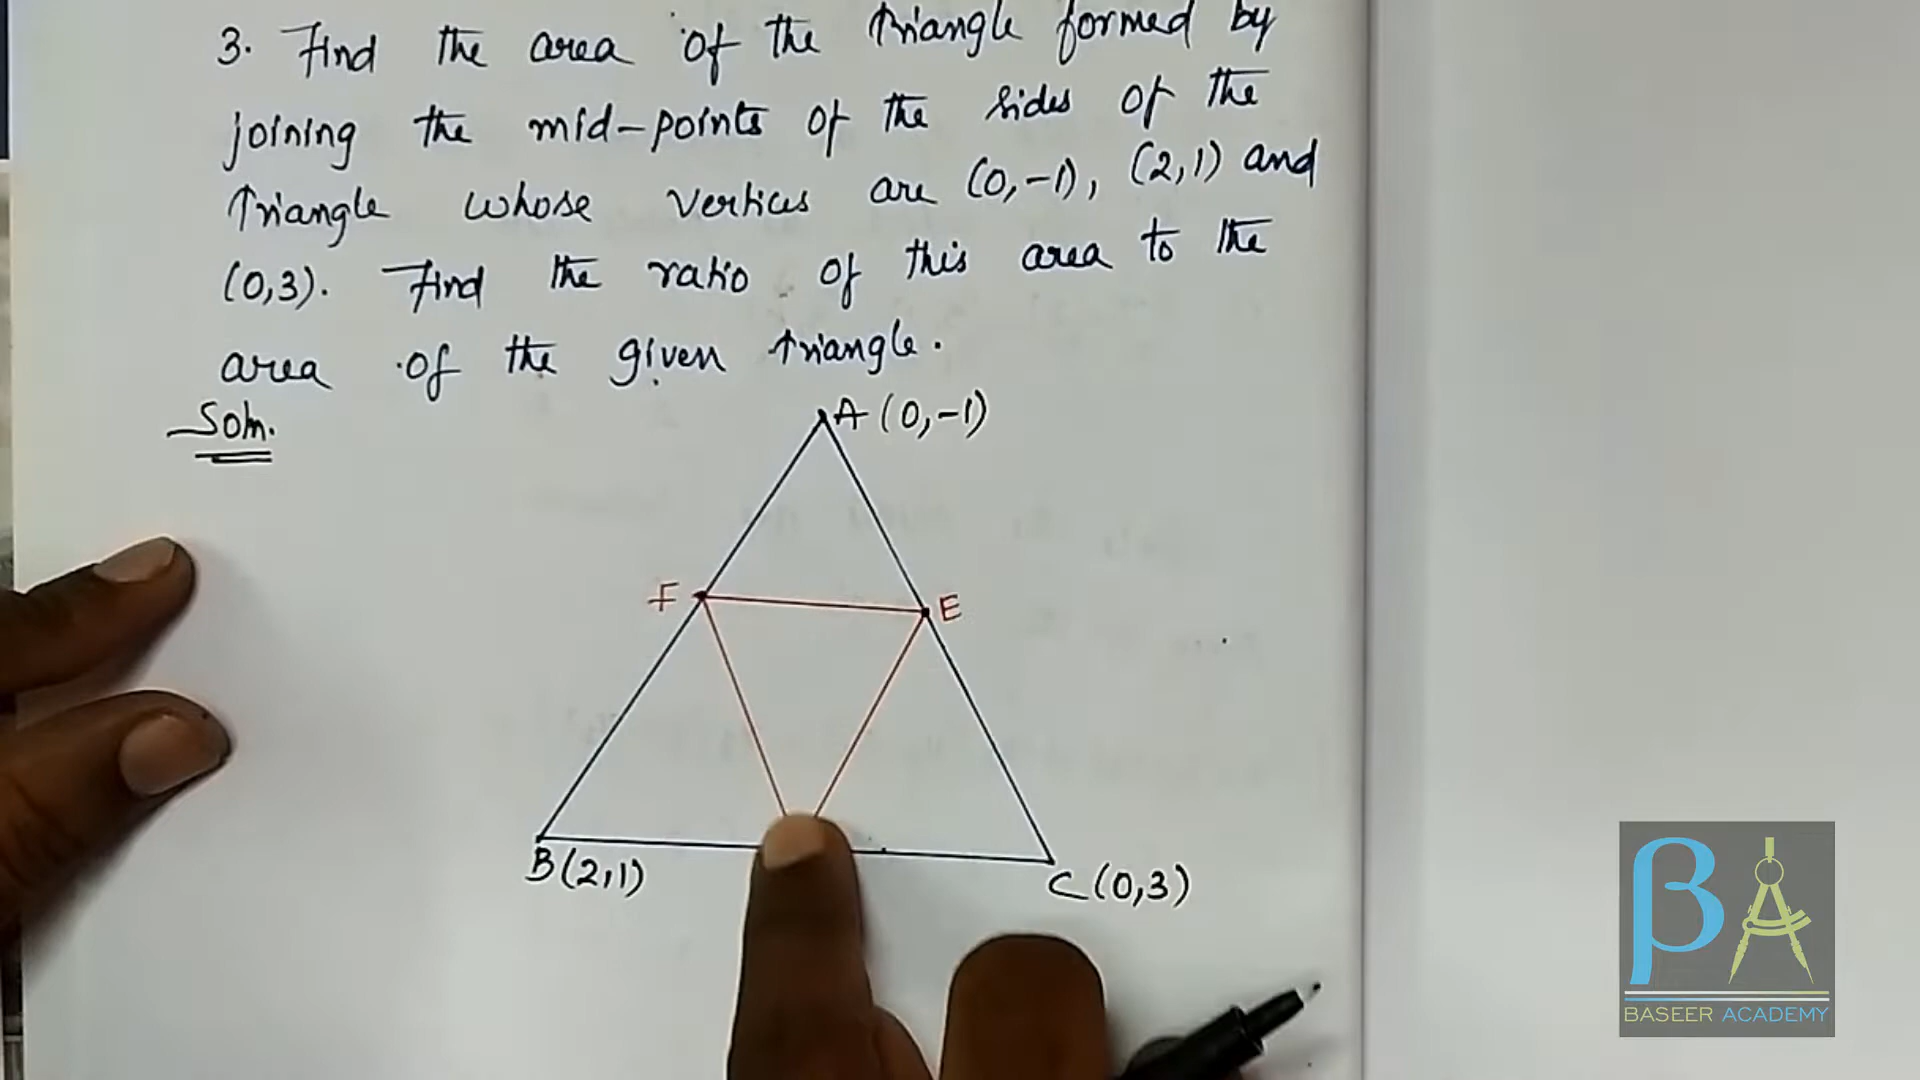 3. Find the area of the triangle formed by
joining the mid-points of the sides of the
triangle whose vertices are (0,-1), (2,1) and
(0,3). Find the ratio of this area to the
area of the given triangle.
Soln.
A (0,-1)
F
E
B(2,1)
C (0,3)
BA
BASEER ACADEMY